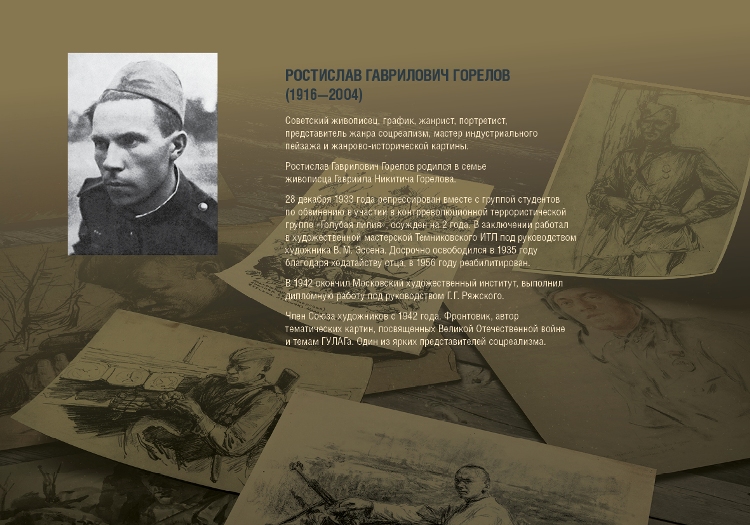 РОСТИСЛАВ ГАВРИЛОВИЧ ГОРЕЛОВ
(1916—2004)
Советский живописец, график, жанрист, портретист,
представитель жанра соцреализм, мастер индустриального
пейзажа и жанрово-исторической картины.
Ростислав Гаврилович Горелов родился в семье
живописца Гавриила Никитича Горелова.
28 декабря 1933 года репрессирован вместе с группой студентов
по обвинению в участии в контрреволюционной террористической
группе «Голубая лилия», осужден на 2 года. В заключении работал
в художественной мастерской Темниковского ИТЛ под руководством
художника В. М. Эссена. Досрочно освободился в 1935 году
благодаря ходатайству отца, в 1956 году реабилитирован.
В 1942 окончил Московский художественный институт, выполнил
дипломную работу под руководством Г. Г. Ряжского.
Член Союза художников с 1942 года. Фронтовик, автор
тематических картин, посвященных Великой Отечественной войне
и темам ГУЛАГа. Один из ярких представителей соцреализма.